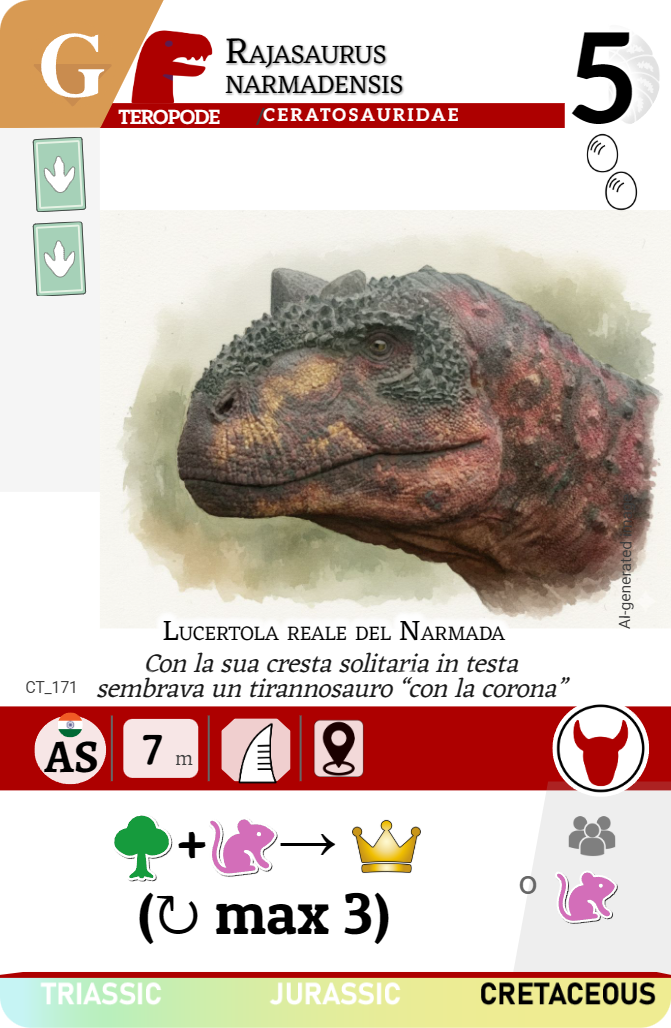 G
RAJASAURUS
NARMADENSIS
5
TEROPODE
/CERATOSAURIDAE
AI-generated
LUCERTOLA REALE DEL NARMADA
Con la sua cresta solitaria in testa
CT_171
sembrava un tirannosauro “con la corona”
AS
7 m
+ →
O
(↻ max 3)
TRIASSIC JURASSIC CRETACEOUS